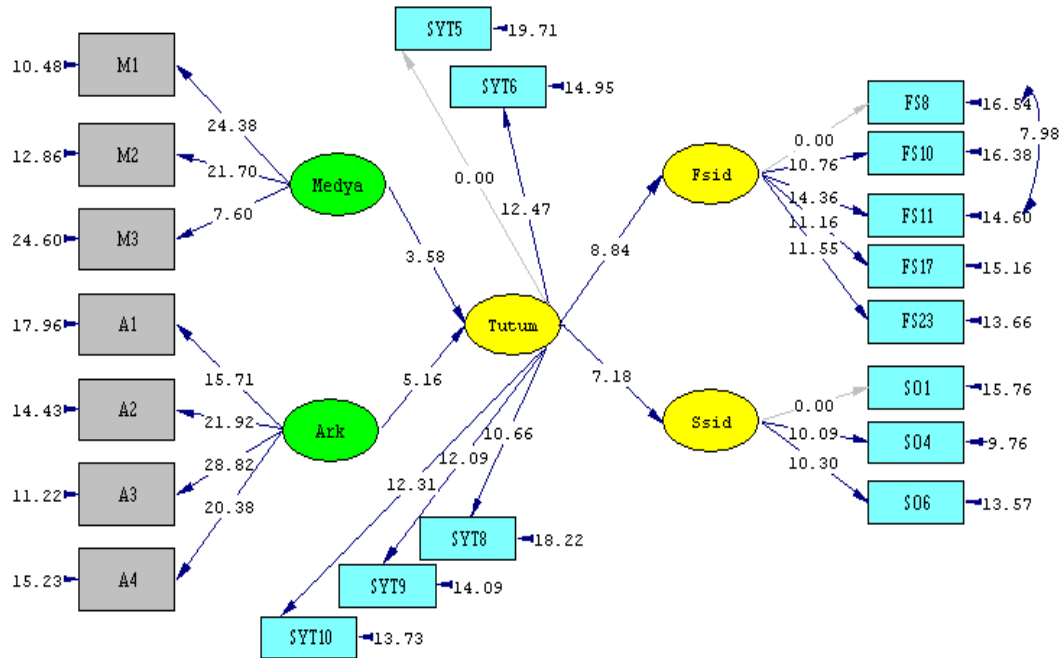 SYT5
19.71
SYT6
14.95
10.48
M1
24.38
12.86
M2
21.70
24.60
M3
7.60
Medya
17.96
A1
15.71
14.43
A2
21.92
11.22
A3
28.82
15.23
A4
20.38
Ark
3.58
5.16
Tutum
0.00
12.47
10.66
12.09
12.31
SYT8
18.22
SYT9
14.09
SYT10
13.73
8.84
7.18
Fsid
0.00
10.76
14.36
11.16
11.55
FS8
16.54
7.98
FS10
16.38
FS11
14.60
FS17
15.16
FS23
13.66
Ssid
0.00
10.09
10.30
SO1
15.76
SO4
9.76
SO6
13.57